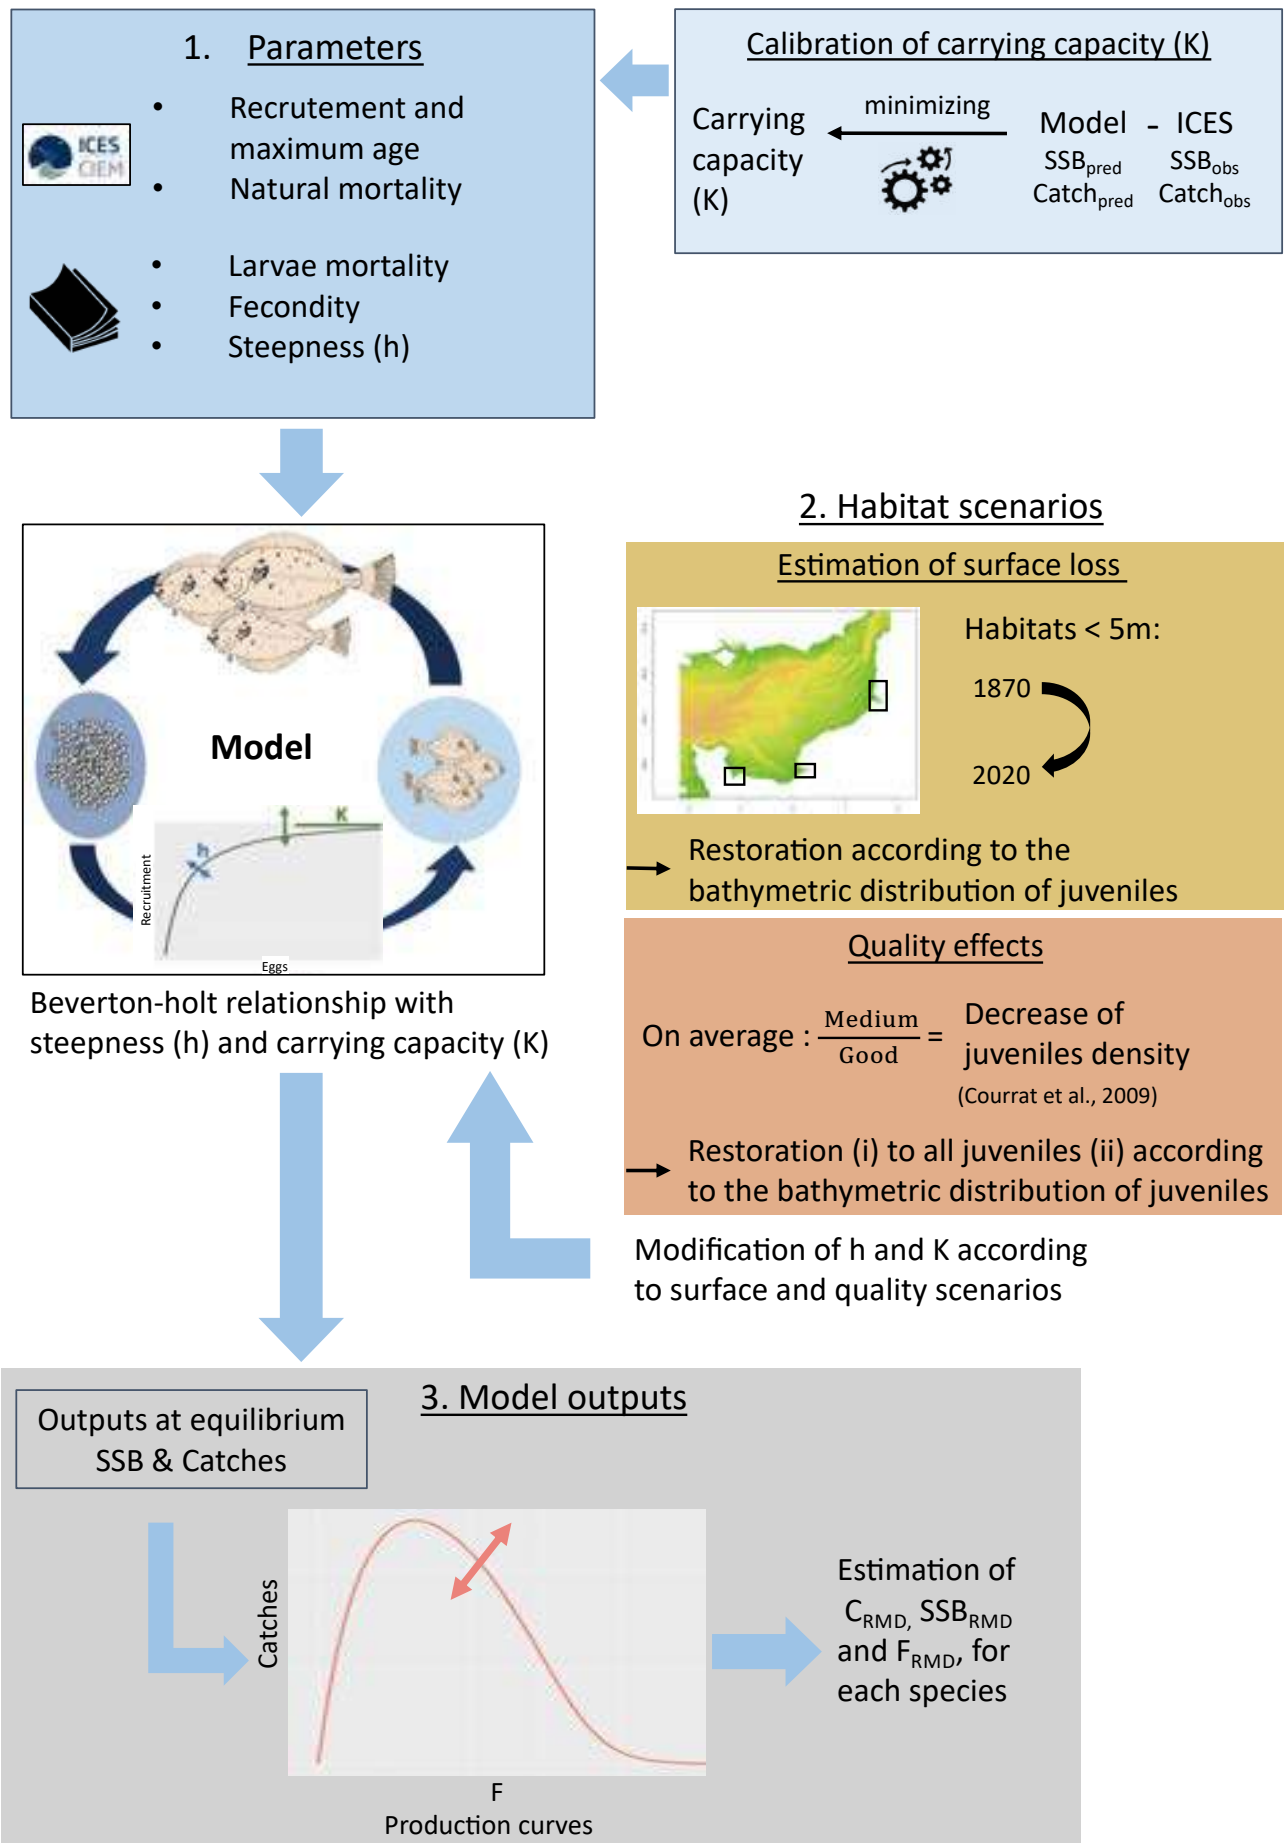 1. Parameters
ICES
CIEM
• Recrutement and
maximum age
• Natural mortality
• Larvae mortality
• Fecondity
• Steepness (h)
Calibration of carrying capacity (K)
Carrying
capacity
(K)
minimizing
Model - ICES
SSBpred SSBobs
Catchpred Catchobs
Model
K
h
Recruitment
Eggs
Beverton-holt relationship with
steepness (h) and carrying capacity (K)
2. Habitat scenarios
Estimation of surface loss
Habitats < 5m:
1870
2020
Restoration according to the
bathymetric distribution of juveniles
Quality effects
On average : Medium/Good = Decrease of
juveniles density
(Courrat et al., 2009)
Restoration (i) to all juveniles (ii) according
to the bathymetric distribution of juveniles
Modification of h and K according
to surface and quality scenarios
3. Model outputs
Outputs at equilibrium
SSB & Catches
Catches
F
Production curves
Estimation of
CRMD, SSBRMD
and FRMD, for
each species